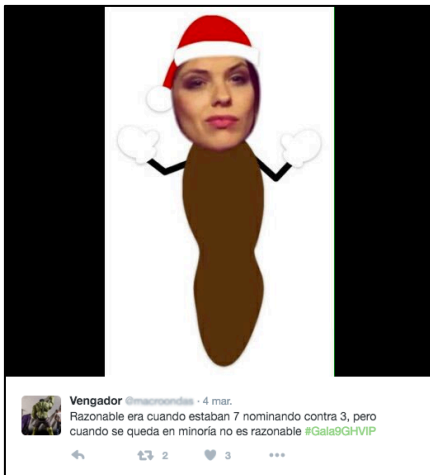 Vengador · 4 mar.
Razonable era cuando estaban 7 nominando contra 3, pero
cuando se queda en minoría no es razonable #Gala9GHVIP
2 3